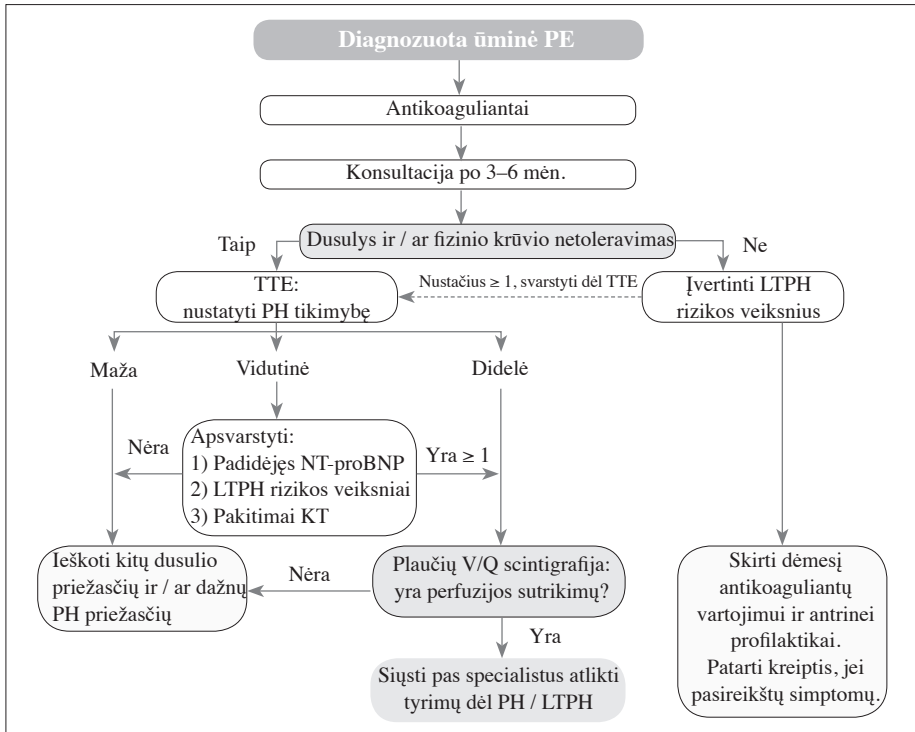 Diagnozuota ūminė PE
Antikoaguliantai
Konsultacija po 3–6 mėn.
Dusulys ir / ar fizinio krūvio netoleravimas
Taip
Ne
TTE:
nustatyti PH tikimybę
Nustačius ≥ 1, svarstyti dėl TTE
Įvertinti LTPH
rizikos veiksnius
Maža
Vidutinė
Didelė
Apsvarstyti:
1) Padidėjęs NT-proBNP
2) LTPH rizikos veiksniai
3) Pakitimai KT
Nėra
Yra ≥ 1
Ieškoti kitų dusulio
priežasčių ir / ar dažnų
PH priežasčių
Nėra
Plaučių V/Q scintigrafija:
yra perfuzijos sutrikimų?
Yra
Siųsti pas specialistus atlikti
tyrimų dėl PH / LTPH
Skirti dėmesį
antikoaguliantų
vartojimui ir antrinei
profilaktikai.
Patarti kreiptis, jei
pasireikštų simptomų.